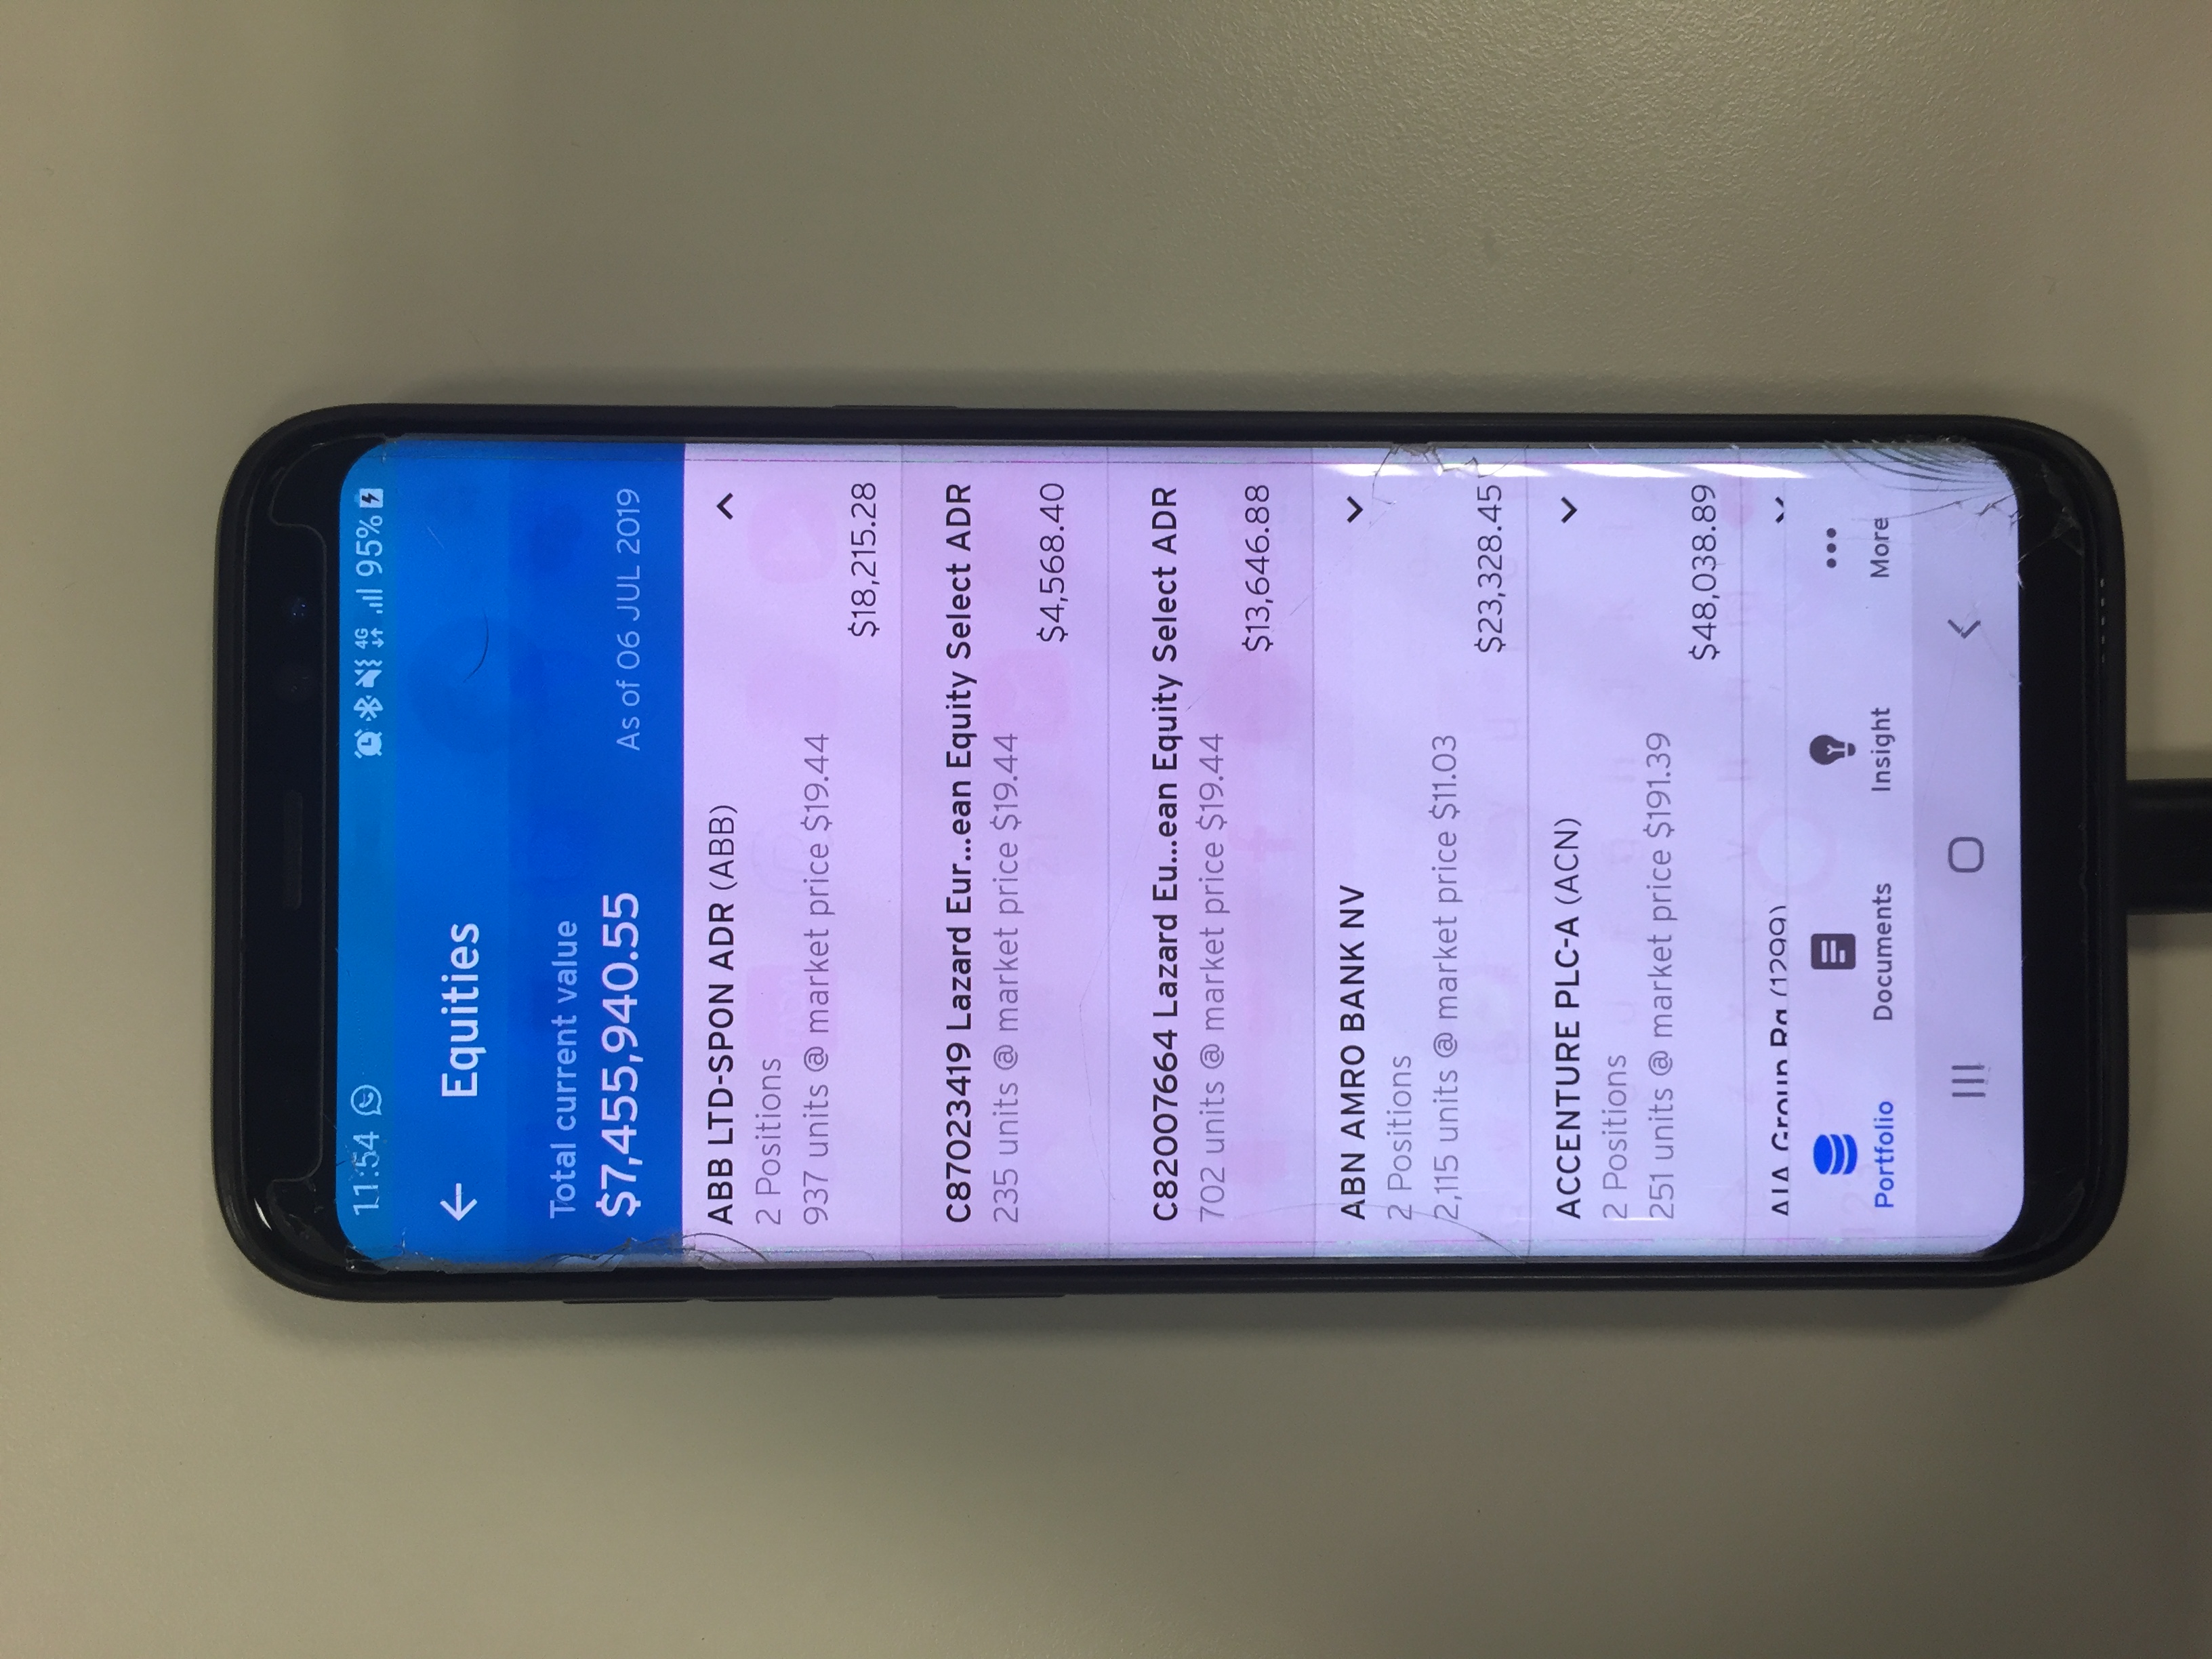 11:54 4G 95%
Equities
Total current value
$7,455,940.55 As of 06 JUL 2019
ABB LTD-SPON ADR (ABB)
2 Positions
937 units @ market price $19.44
$18,215.28
C87023419 Lazard Eur...ean Equity Select ADR
235 units @ market price $19.44
$4,568.40
C82007664 Lazard Eu...ean Equity Select ADR
702 units @ market price $19.44
$13,646.88
ABN AMRO BANK NV
2 Positions
2,115 units @ market price $11.03
$23,328.45
ACCENTURE PLC-A (ACN)
2 Positions
251 units @ market price $191.39
$48,038.89
AIA Group Rg (1299)
Portfolio Documents Insight More